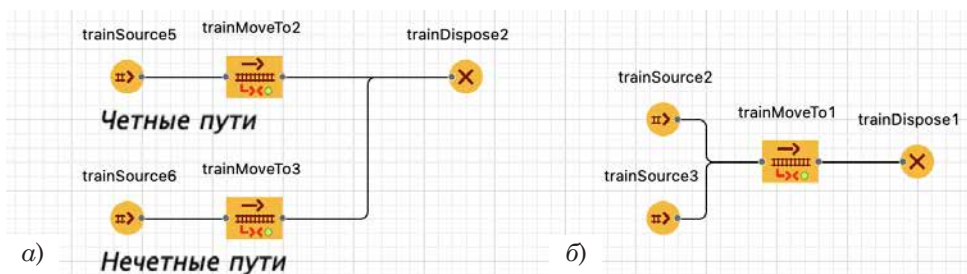 trainSource5
trainMoveTo2
trainDispose2
Четные пути
trainSource6
trainMoveTo3
Нечетные пути
а)
trainSource2
trainMoveTo1
trainDispose1
trainSource3
б)